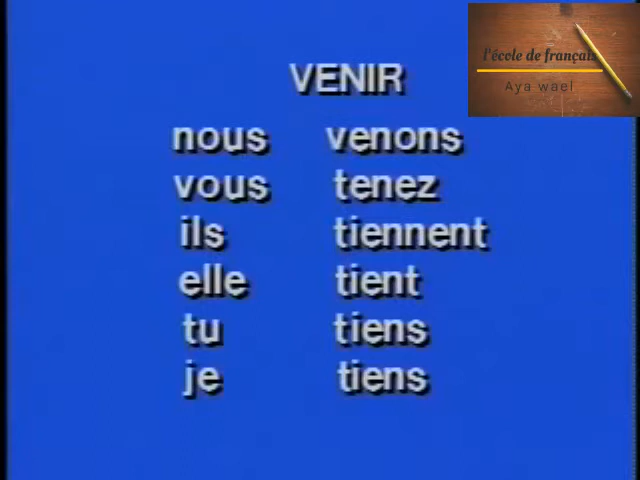 l'école de français
Aya wael
VENIR
nous venons
vous tenez
ils tiennent
elle tient
tu tiens
je tiens